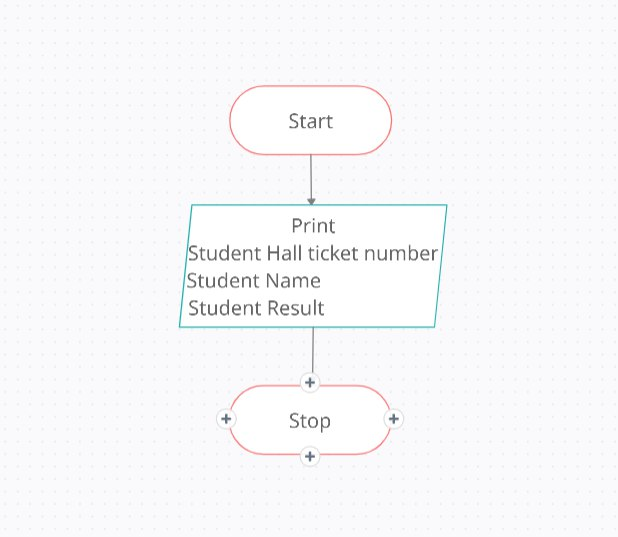 Start
Print
Student Hall ticket number
Student Name
Student Result
Stop